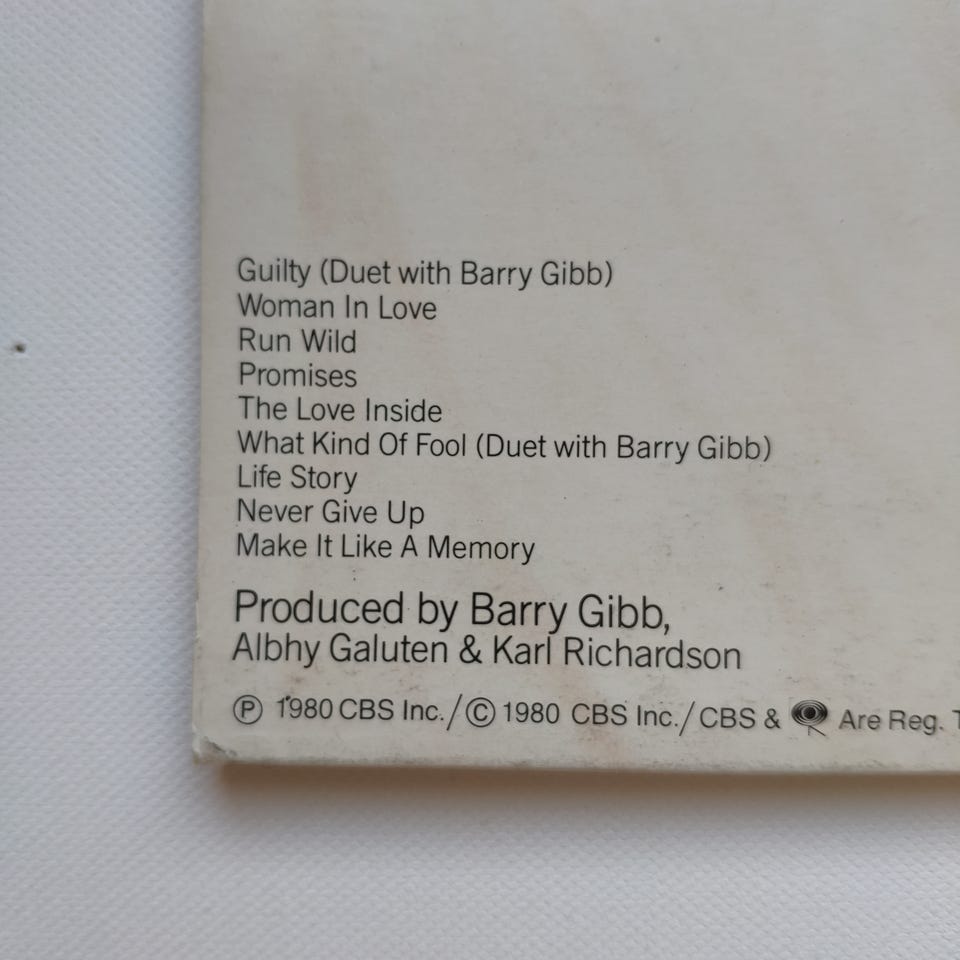 Guilty (Duet with Barry Gibb)
Woman In Love
Run Wild
Promises
The Love Inside
What Kind Of Fool (Duet with Barry Gibb)
Life Story
Never Give Up
Make It Like A Memory
Produced by Barry Gibb,
Albhy Galuten & Karl Richardson
Ⓟ 1980 CBS Inc./© 1980 CBS Inc./CBS & Are Reg. T